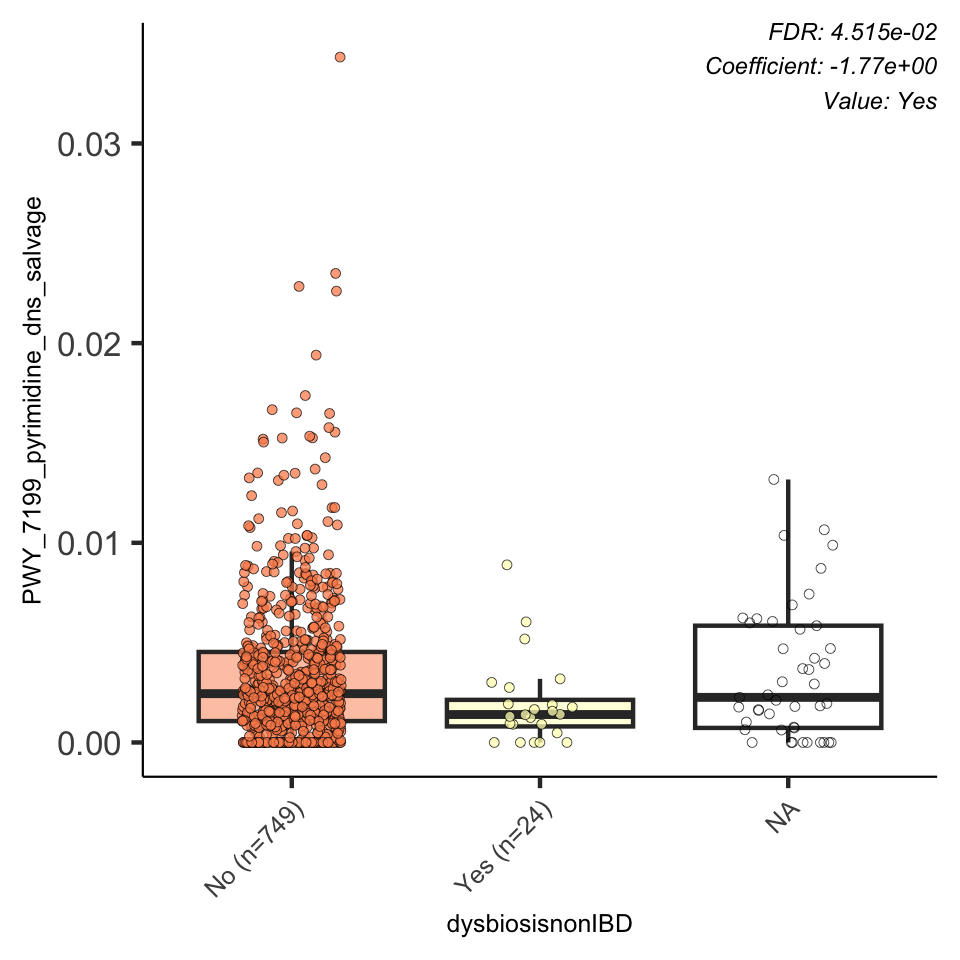 FDR: 4.515e-02
Coefficient: -1.77e+00
Value: Yes
PWY_7199_pyrimidine_dns_salvage
0.03
0.02
0.01
0.00
No (n=749)
Yes (n=24)
NA
dysbiosisnonIBD